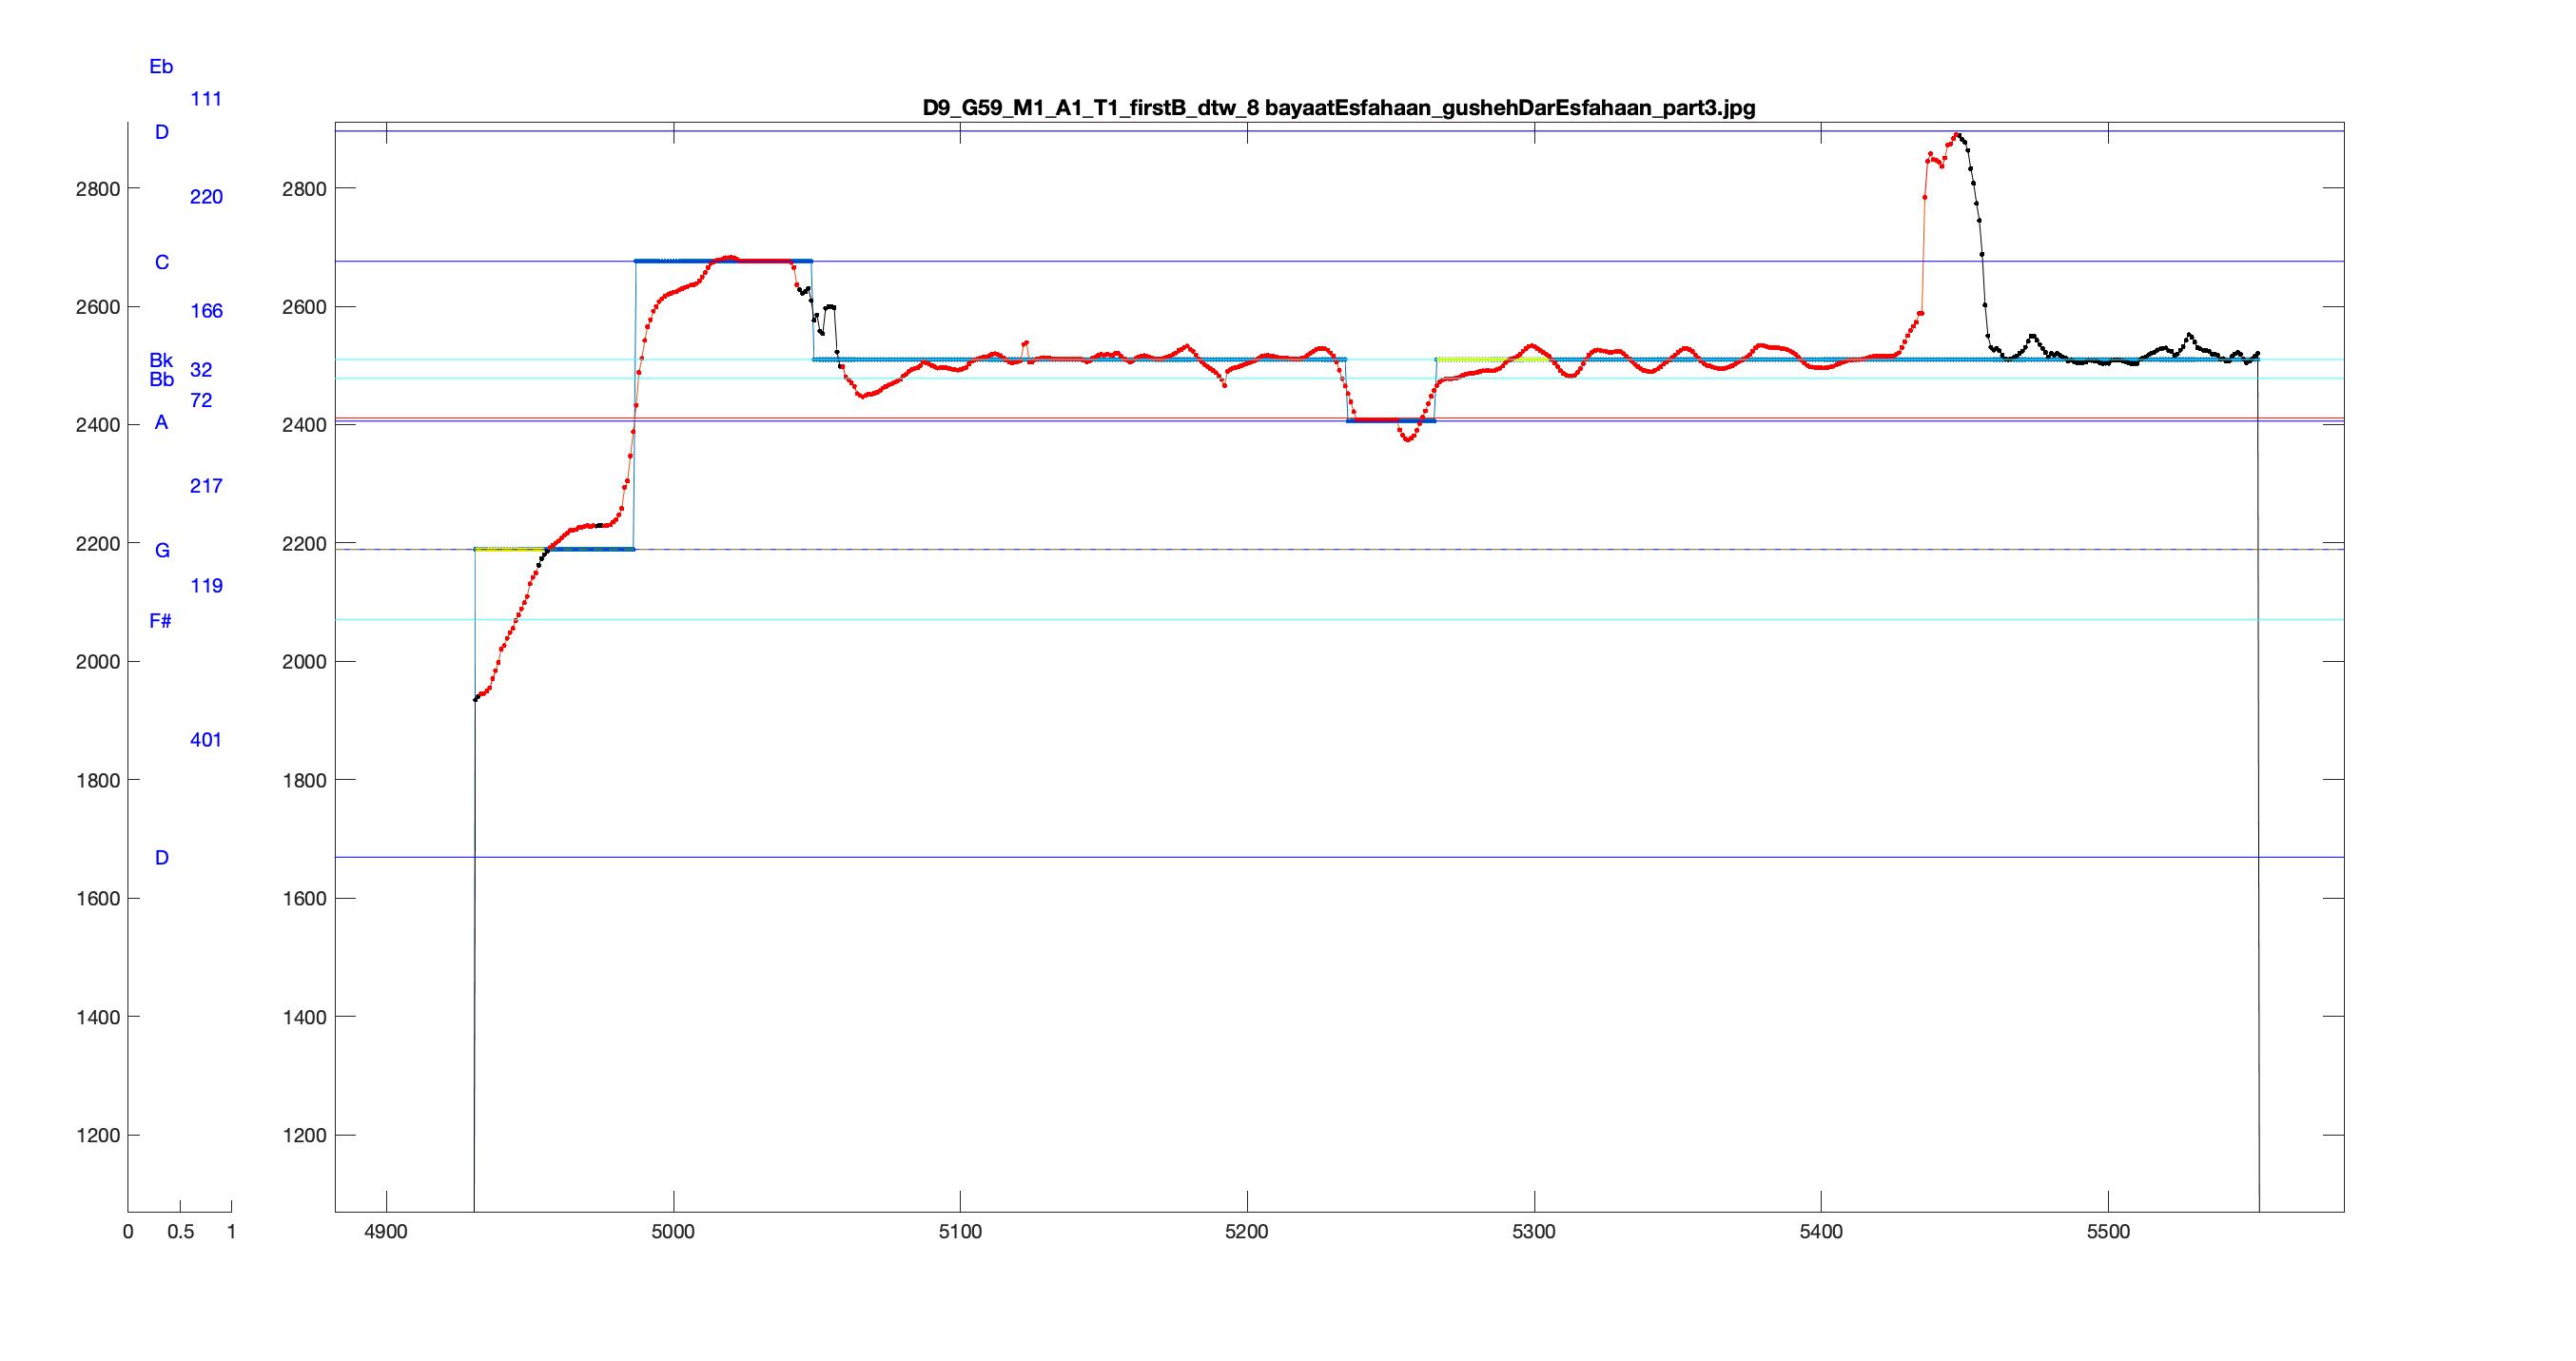 Eb
111
D9_G59_M1_A1_T1_firstB_dtw_8 bayaatEsfahaan_gushehDarEsfahaan_part3.jpg
D
2800 220 2800
C
2600 166 2600
Bk
32
Bb
72
2400 A 2400
217
2200 G 2200
119
F#
2000 2000
401
1800 1800
D
1600 1600
1400 1400
1200 1200
0 0.5 1 4900 5000 5100 5200 5300 5400 5500